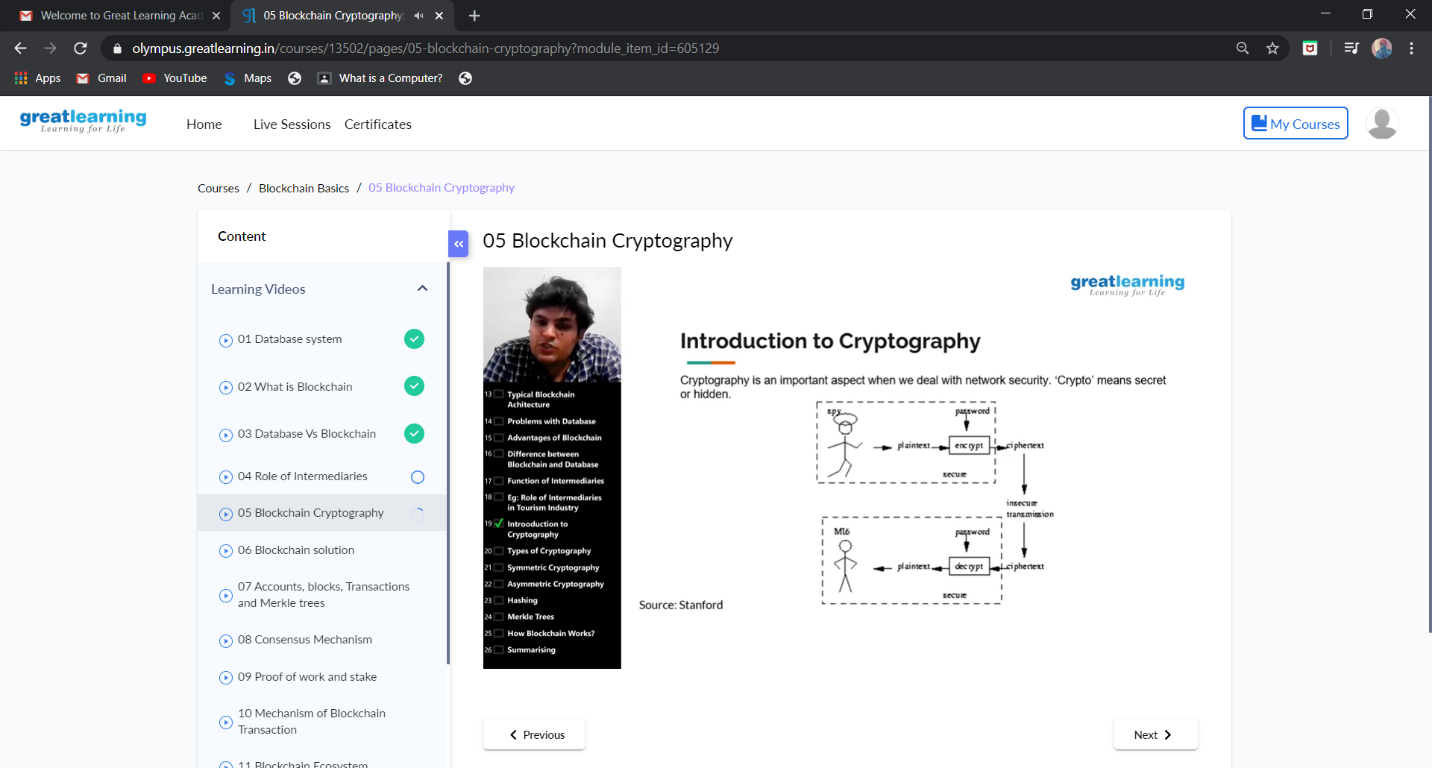 Welcome to Great Learning Acad
05 Blockchain Cryptography:
olympus.greatlearning.in/courses/13502/pages/05-blockchain-cryptography?module_item_id=605129
Apps
Gmail
YouTube
Maps
What is a Computer?
greatlearning
Learning for Life
Home
Live Sessions
Certificates
My Courses
Courses / Blockchain Basics / 05 Blockchain Cryptography
Content
Learning Videos
01 Database system
02 What is Blockchain
03 Database Vs Blockchain
04 Role of Intermediaries
05 Blockchain Cryptography
06 Blockchain solution
07 Accounts, blocks, Transactions
and Merkle trees
08 Consensus Mechanism
09 Proof of work and stake
10 Mechanism of Blockchain
Transaction
11 Blockchain Ecosystem
05 Blockchain Cryptography
13 Typical Blockchain
Achitecture
14 Problems with Database
15 Advantages of Blockchain
16 Difference between
Blockchain and Database
17 Function of Intermediaries
18 Eg: Role of Intermediaries
in Tourism Industry
19 Introoduction to
Cryptography
20 Types of Cryptography
21 Symmetric Cryptography
22 Asymmetric Cryptography
23 Hashing
24 Merkle Trees
25 How Blockchain Works?
26 Summarising
greatlearning
Learning for Life
Introduction to Cryptography
Cryptography is an important aspect when we deal with network security. ‘Crypto’ means secret
or hidden.
spy
password
plaintext
encrypt
ciphertext
secure
insecure
transmission
MI6
password
plaintext
decrypt
ciphertext
secure
Source: Stanford
Previous
Next